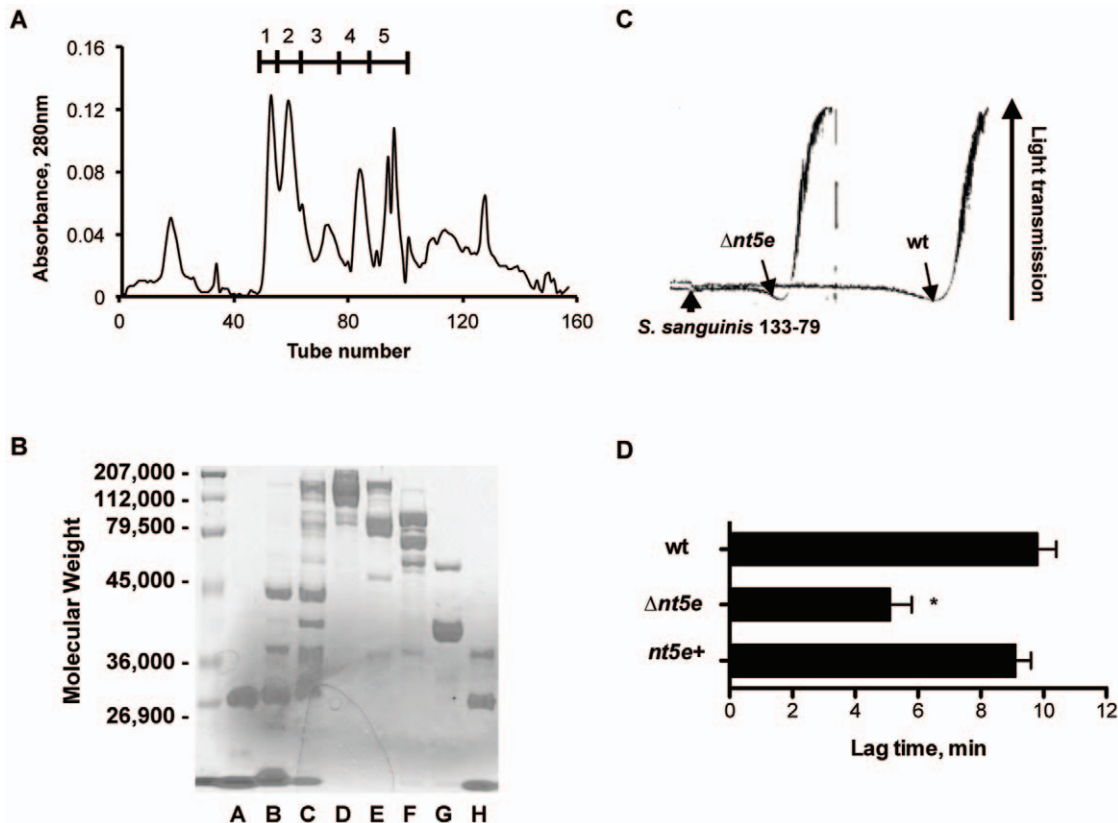 A
1 2 3 4 5
0.16
0.12
0.08
0.04
0
0 40 80 120 160
Absorbance, 280nm
Tube number
B
207,000 -
112,000 -
79,500 -
45,000 -
36,000 -
26,900 -
Molecular Weight
A B C D E F G H
C
Δnt5e
wt
S. sanguinis 133-79
Light transmission
D
wt
Δnt5e *
nt5e+
0 2 4 6 8 10 12
Lag time, min